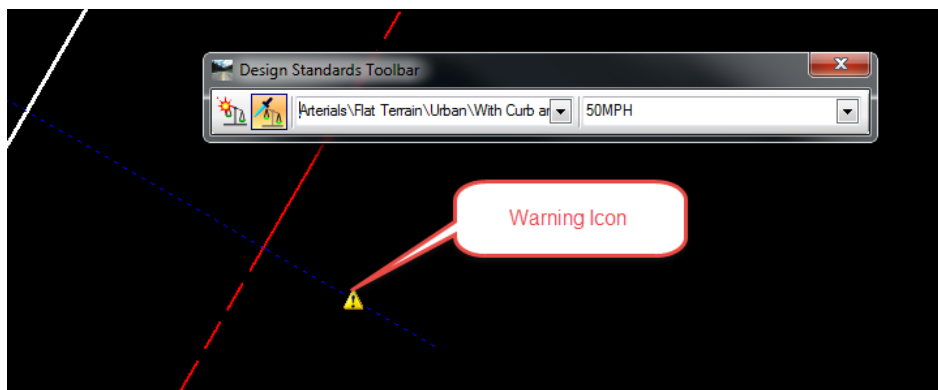 Design Standards Toolbar
Arterials\Flat Terrain\Urban\With Curb ar
50MPH
Warning Icon